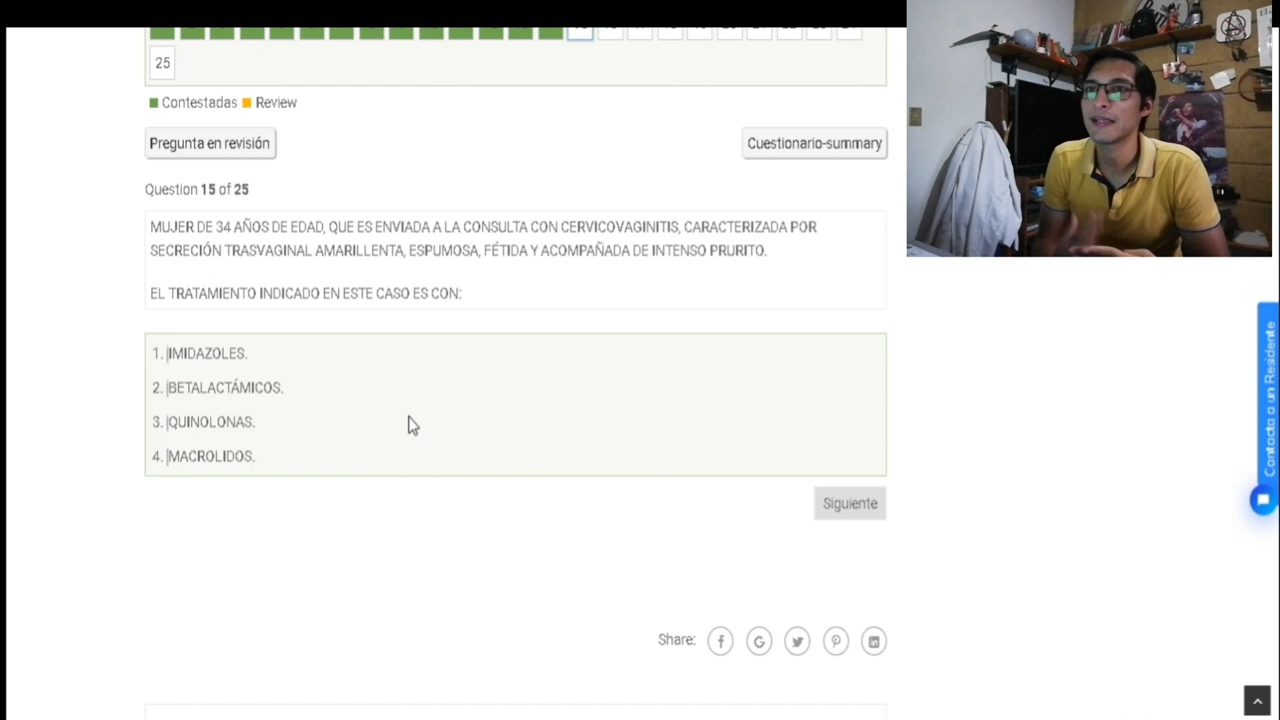 25
Contestadas Review
Pregunta en revisión
Cuestionario-summary
Question 15 of 25
MUJER DE 34 AÑOS DE EDAD, QUE ES ENVIADA A LA CONSULTA CON CERVICOVAGINITIS, CARACTERIZADA POR
SECRECIÓN TRASVAGINAL AMARILLENTA, ESPUMOSA, FÉTIDA Y ACOMPAÑADA DE INTENSO PRURITO.
EL TRATAMIENTO INDICADO EN ESTE CASO ES CON:
1. IMIDAZOLES.
2. BETALACTÁMICOS.
3. QUINOLONAS.
4. MACROLIDOS.
Siguiente
Share:
Contacta a un Residente